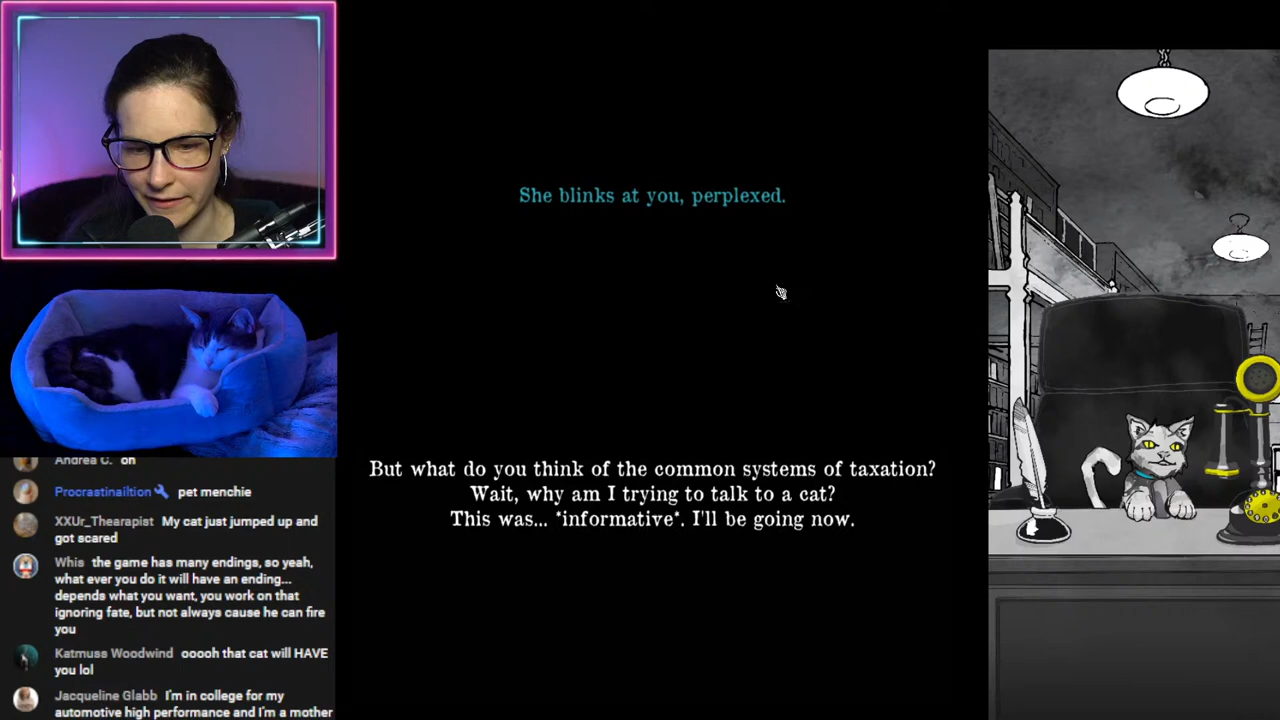 She blinks at you, perplexed.
But what do you think of the common systems of taxation?
Wait, why am I trying to talk to a cat?
This was... *informative*. I'll be going now.
Andrea C. on
Procrastinailtion pet menchie
XXUr_Thearapist My cat just jumped up and
got scared
Whis the game has many endings, so yeah,
what ever you do it will have an ending...
depends what you want, you work on that
ignoring fate, but not always cause he can fire
you
Katmuss Woodwind ooooh that cat will HAVE
you lol
Jacqueline Glabb I'm in college for my
automotive high performance and I'm a mother